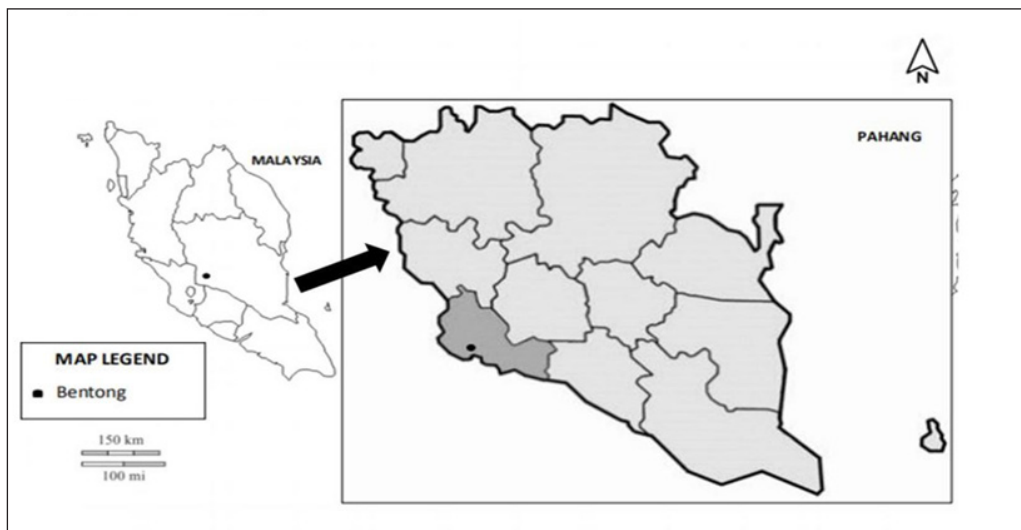 N
PAHANG
MALAYSIA
MAP LEGEND
Bentong
150 km
100 mi